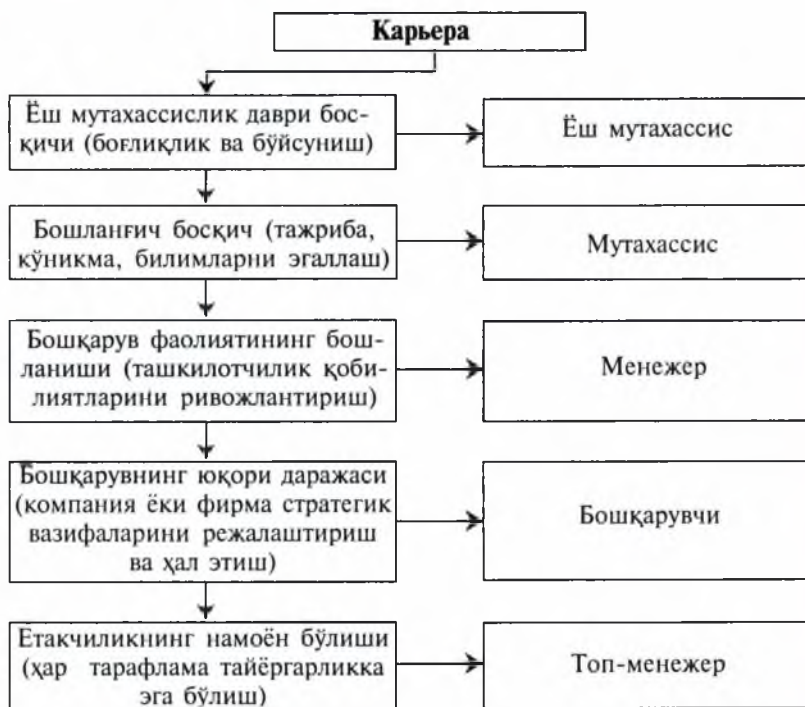 Карьера
Ёш мутахассислик даври бос-
қичи (боғлиқлик ва бўйсуниш)
Ёш мутахассис
Бошланғич босқич (тажриба,
кўникма, билимларни эгаллаш)
Мутахассис
Бошқарув фаолиятининг бош-
ланиши (ташкилотчилик қоби-
лиятларини ривожлантириш)
Менежер
Бошқарувнинг юқори даражаси
(компания ёки фирма стратегик
вазифаларини режалаштириш
ва ҳал этиш)
Бошқарувчи
Етакчиликнинг намоён бўлиши
(ҳар тарафлама тайёргарликка
эга бўлиш)
Топ-менежер